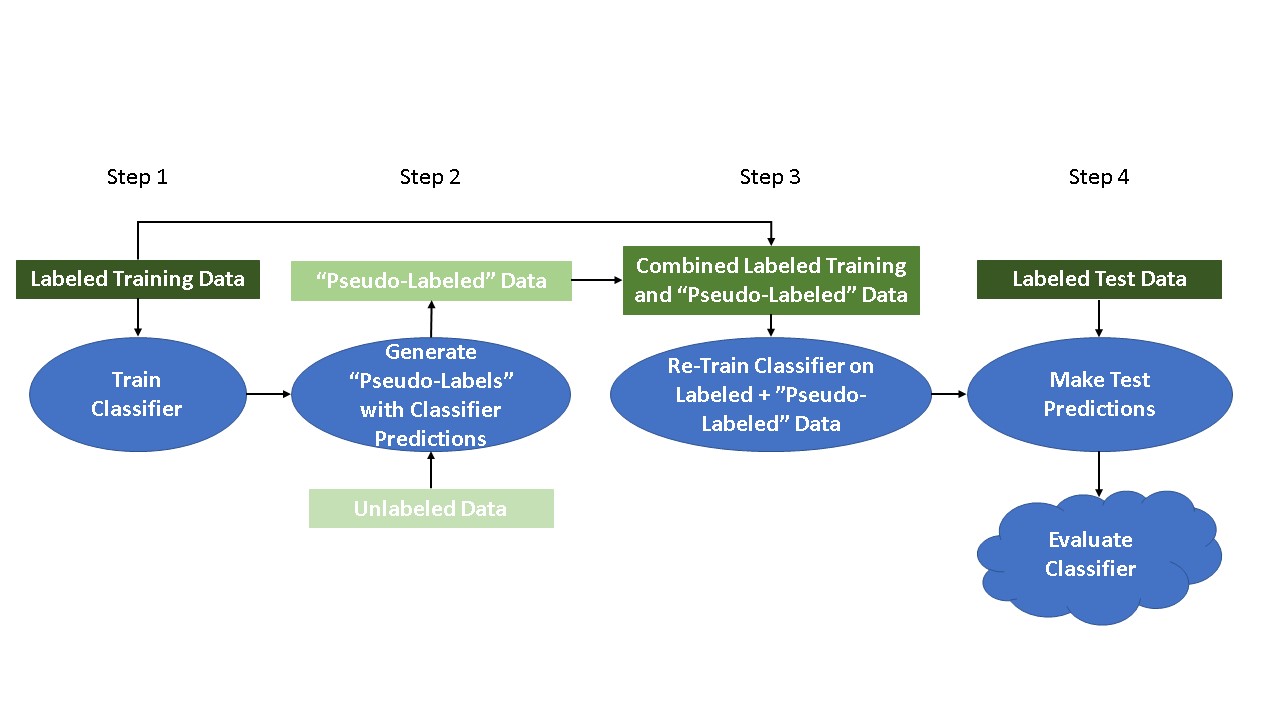 Step 1
Step 2
Step 3
Step 4
Labeled Training Data
“Pseudo-Labeled” Data
Combined Labeled Training
and “Pseudo-Labeled” Data
Labeled Test Data
Train
Classifier
Generate
“Pseudo-Labels”
with Classifier
Predictions
Re-Train Classifier on
Labeled + ”Pseudo-
Labeled” Data
Make Test
Predictions
Unlabeled Data
Evaluate
Classifier